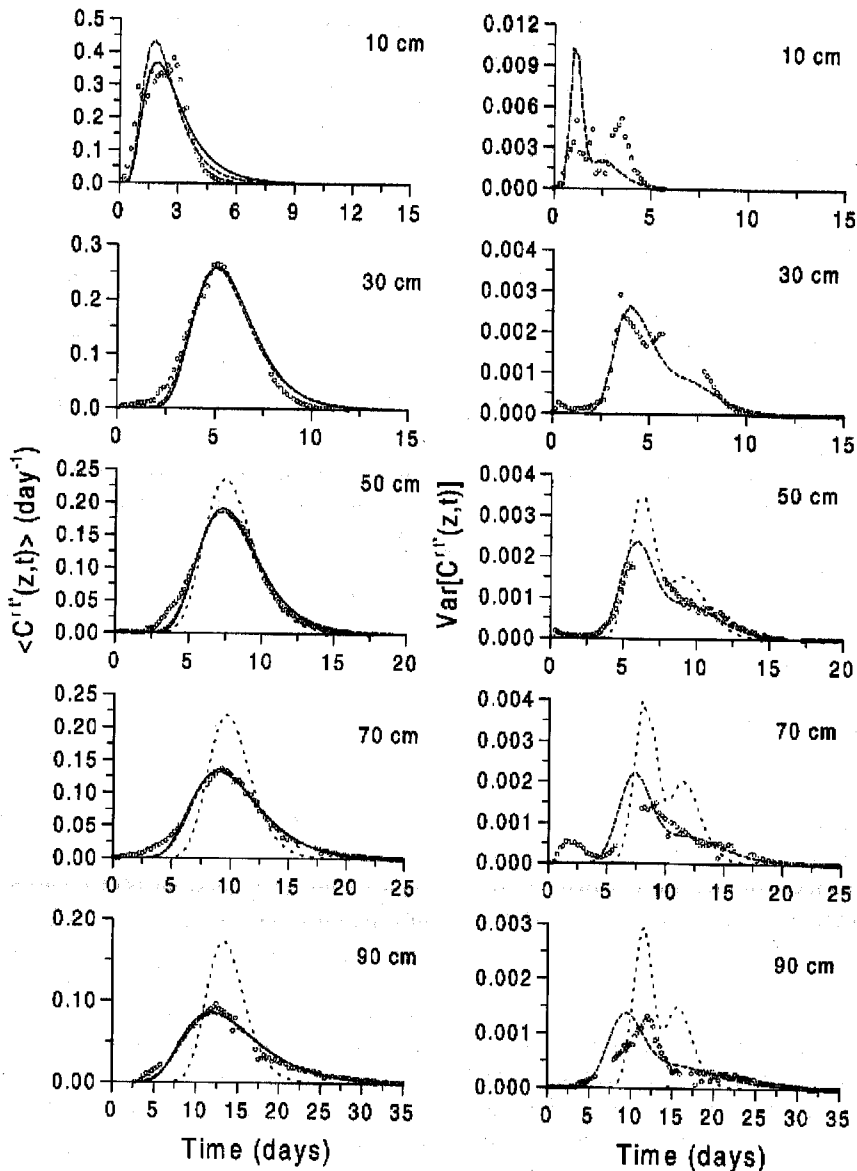 0.5
0.4
0.3
0.2
0.1
0.0
10 cm
0 3 6 9 12 15
0.012
0.009
0.006
0.003
0.000
10 cm
0 5 10 15
0.3
0.2
0.1
0.0
30 cm
0 5 10 15
0.004
0.003
0.002
0.001
0.000
30 cm
0 5 10 15
<C^{rf*}(z,t)> (day⁻¹)
0.25
0.20
0.15
0.10
0.05
0.00
50 cm
0 5 10 15 20
Var[C^{rf*}(z,t)]
0.004
0.003
0.002
0.001
0.000
50 cm
0 5 10 15 20
0.25
0.20
0.15
0.10
0.05
0.00
70 cm
0 5 10 15 20 25
0.004
0.003
0.002
0.001
0.000
70 cm
0 5 10 15 20 25
0.20
0.10
0.00
90 cm
0 5 10 15 20 25 30 35
Time (days)
0.003
0.002
0.001
0.000
90 cm
0 5 10 15 20 25 30 35
Time (days)